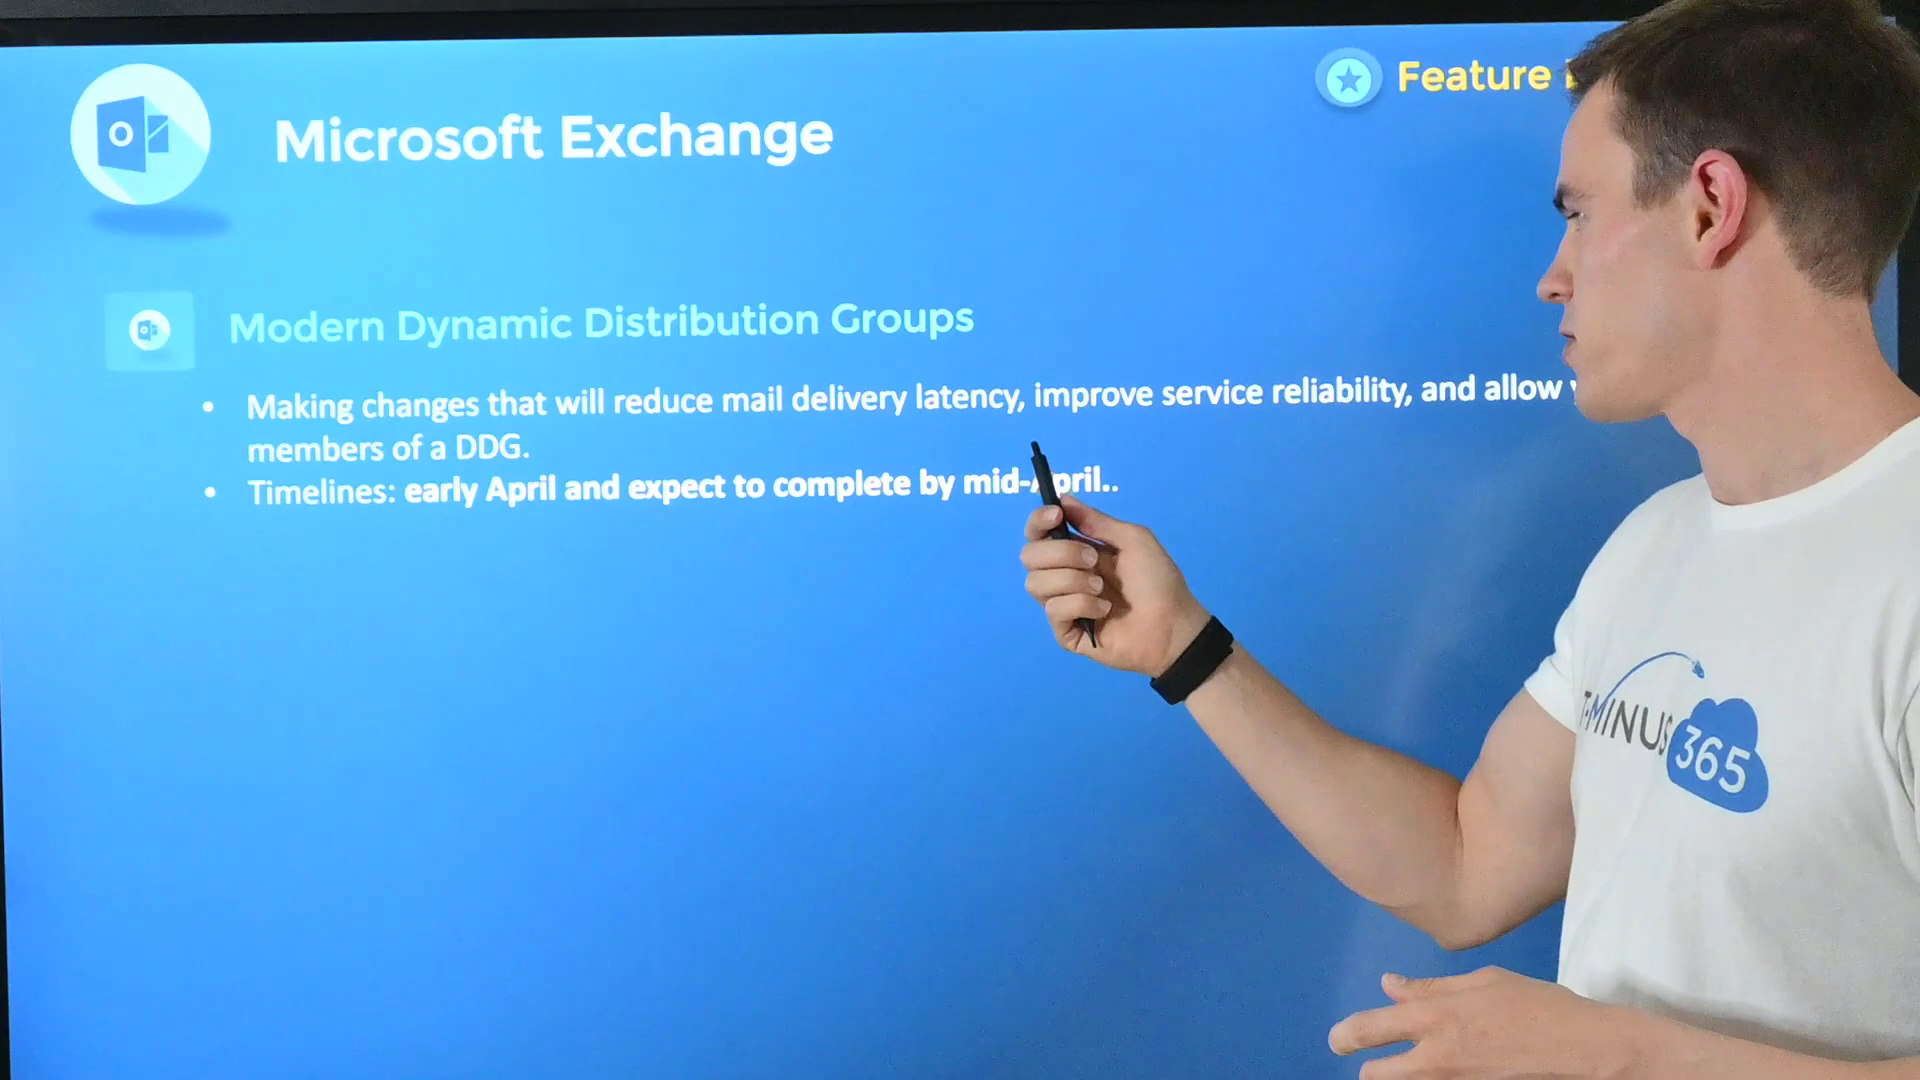 Microsoft Exchange
Feature
Modern Dynamic Distribution Groups
• Making changes that will reduce mail delivery latency, improve service reliability, and allow
members of a DDG.
• Timelines: early April and expect to complete by mid-April..
T-MINUS
365